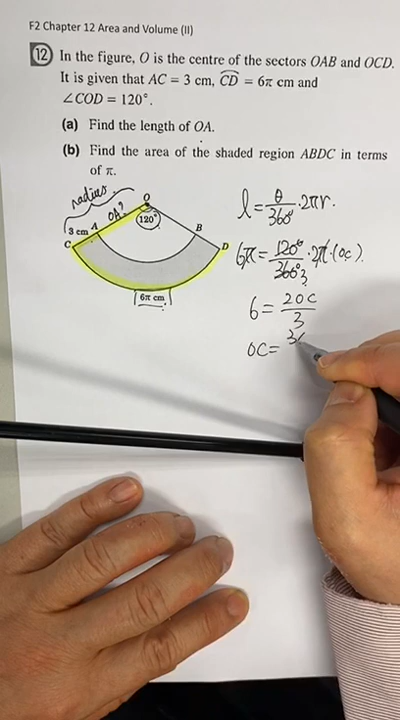 F2 Chapter 12 Area and Volume (II)
12 In the figure, O is the centre of the sectors OAB and OCD.
It is given that AC = 3 cm, C͡D = 6π cm and
∠COD = 120°.
(a) Find the length of OA.
(b) Find the area of the shaded region ABDC in terms
of π.
radius
OA?
O
120°
3 cm
A
B
C
D
6π cm
l = θ/360° · 2πr.
6π = 120°/360° 3 · 2π · (OC).
6 = 2OC/3
OC =